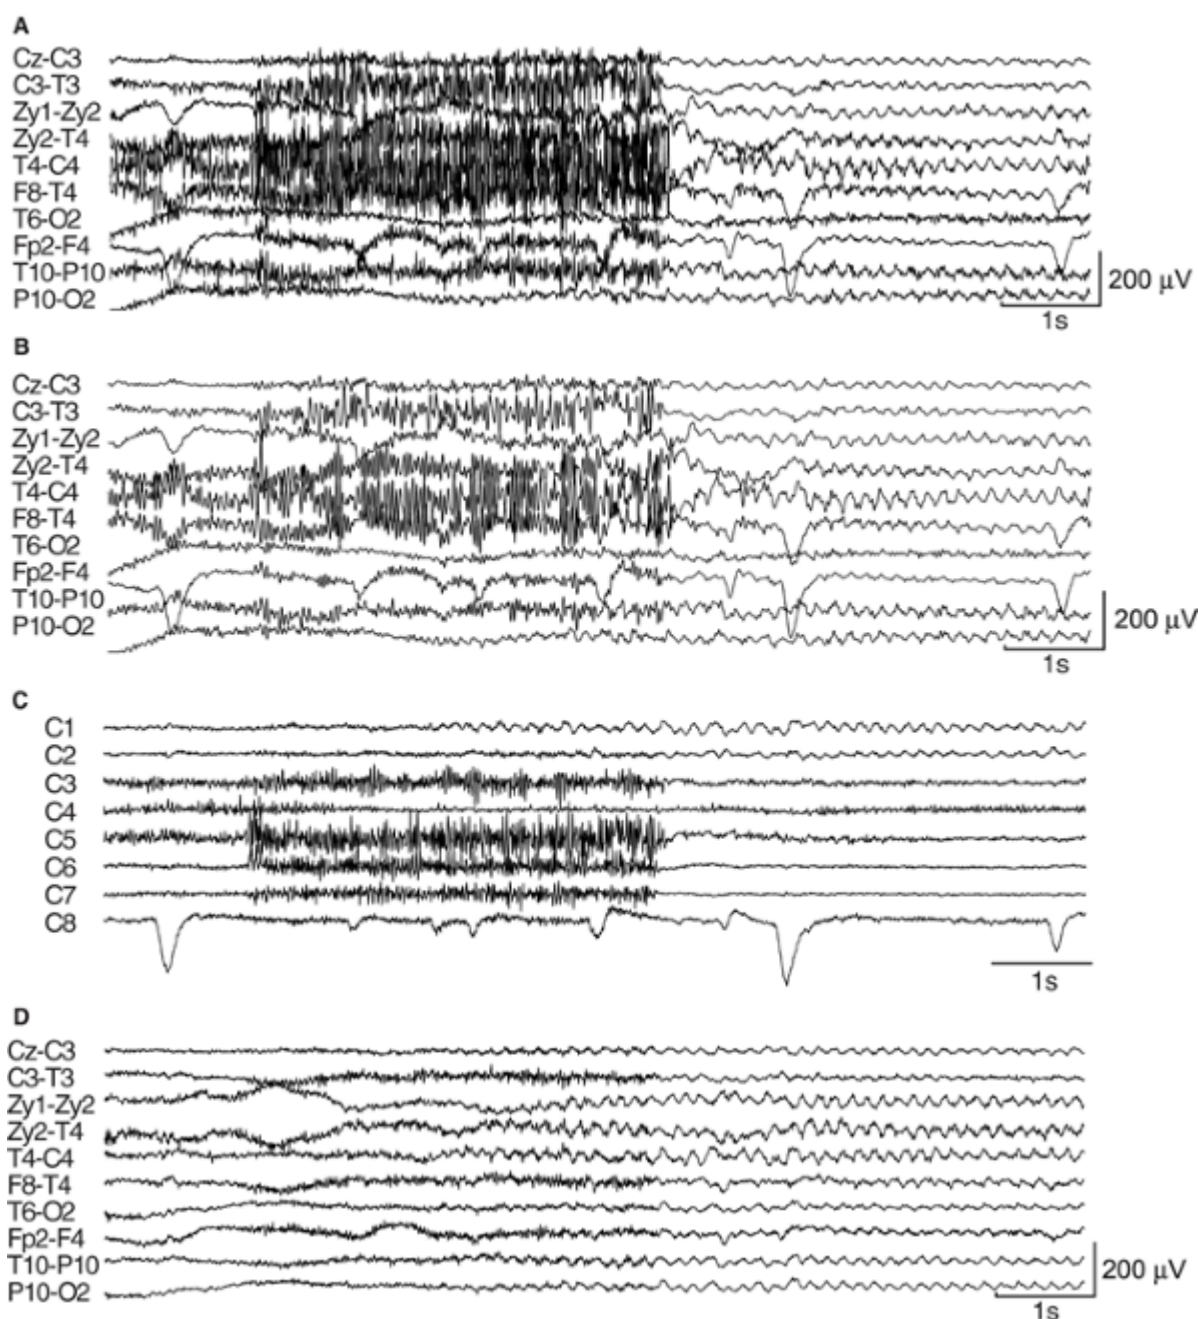 A
Cz-C3
C3-T3
Zy1-Zy2
Zy2-T4
T4-C4
F8-T4
T6-O2
Fp2-F4
T10-P10
P10-O2
200 μV
1s
B
Cz-C3
C3-T3
Zy1-Zy2
Zy2-T4
T4-C4
F8-T4
T6-O2
Fp2-F4
T10-P10
P10-O2
200 μV
1s
C
C1
C2
C3
C4
C5
C6
C7
C8
1s
D
Cz-C3
C3-T3
Zy1-Zy2
Zy2-T4
T4-C4
F8-T4
T6-O2
Fp2-F4
T10-P10
P10-O2
200 μV
1s